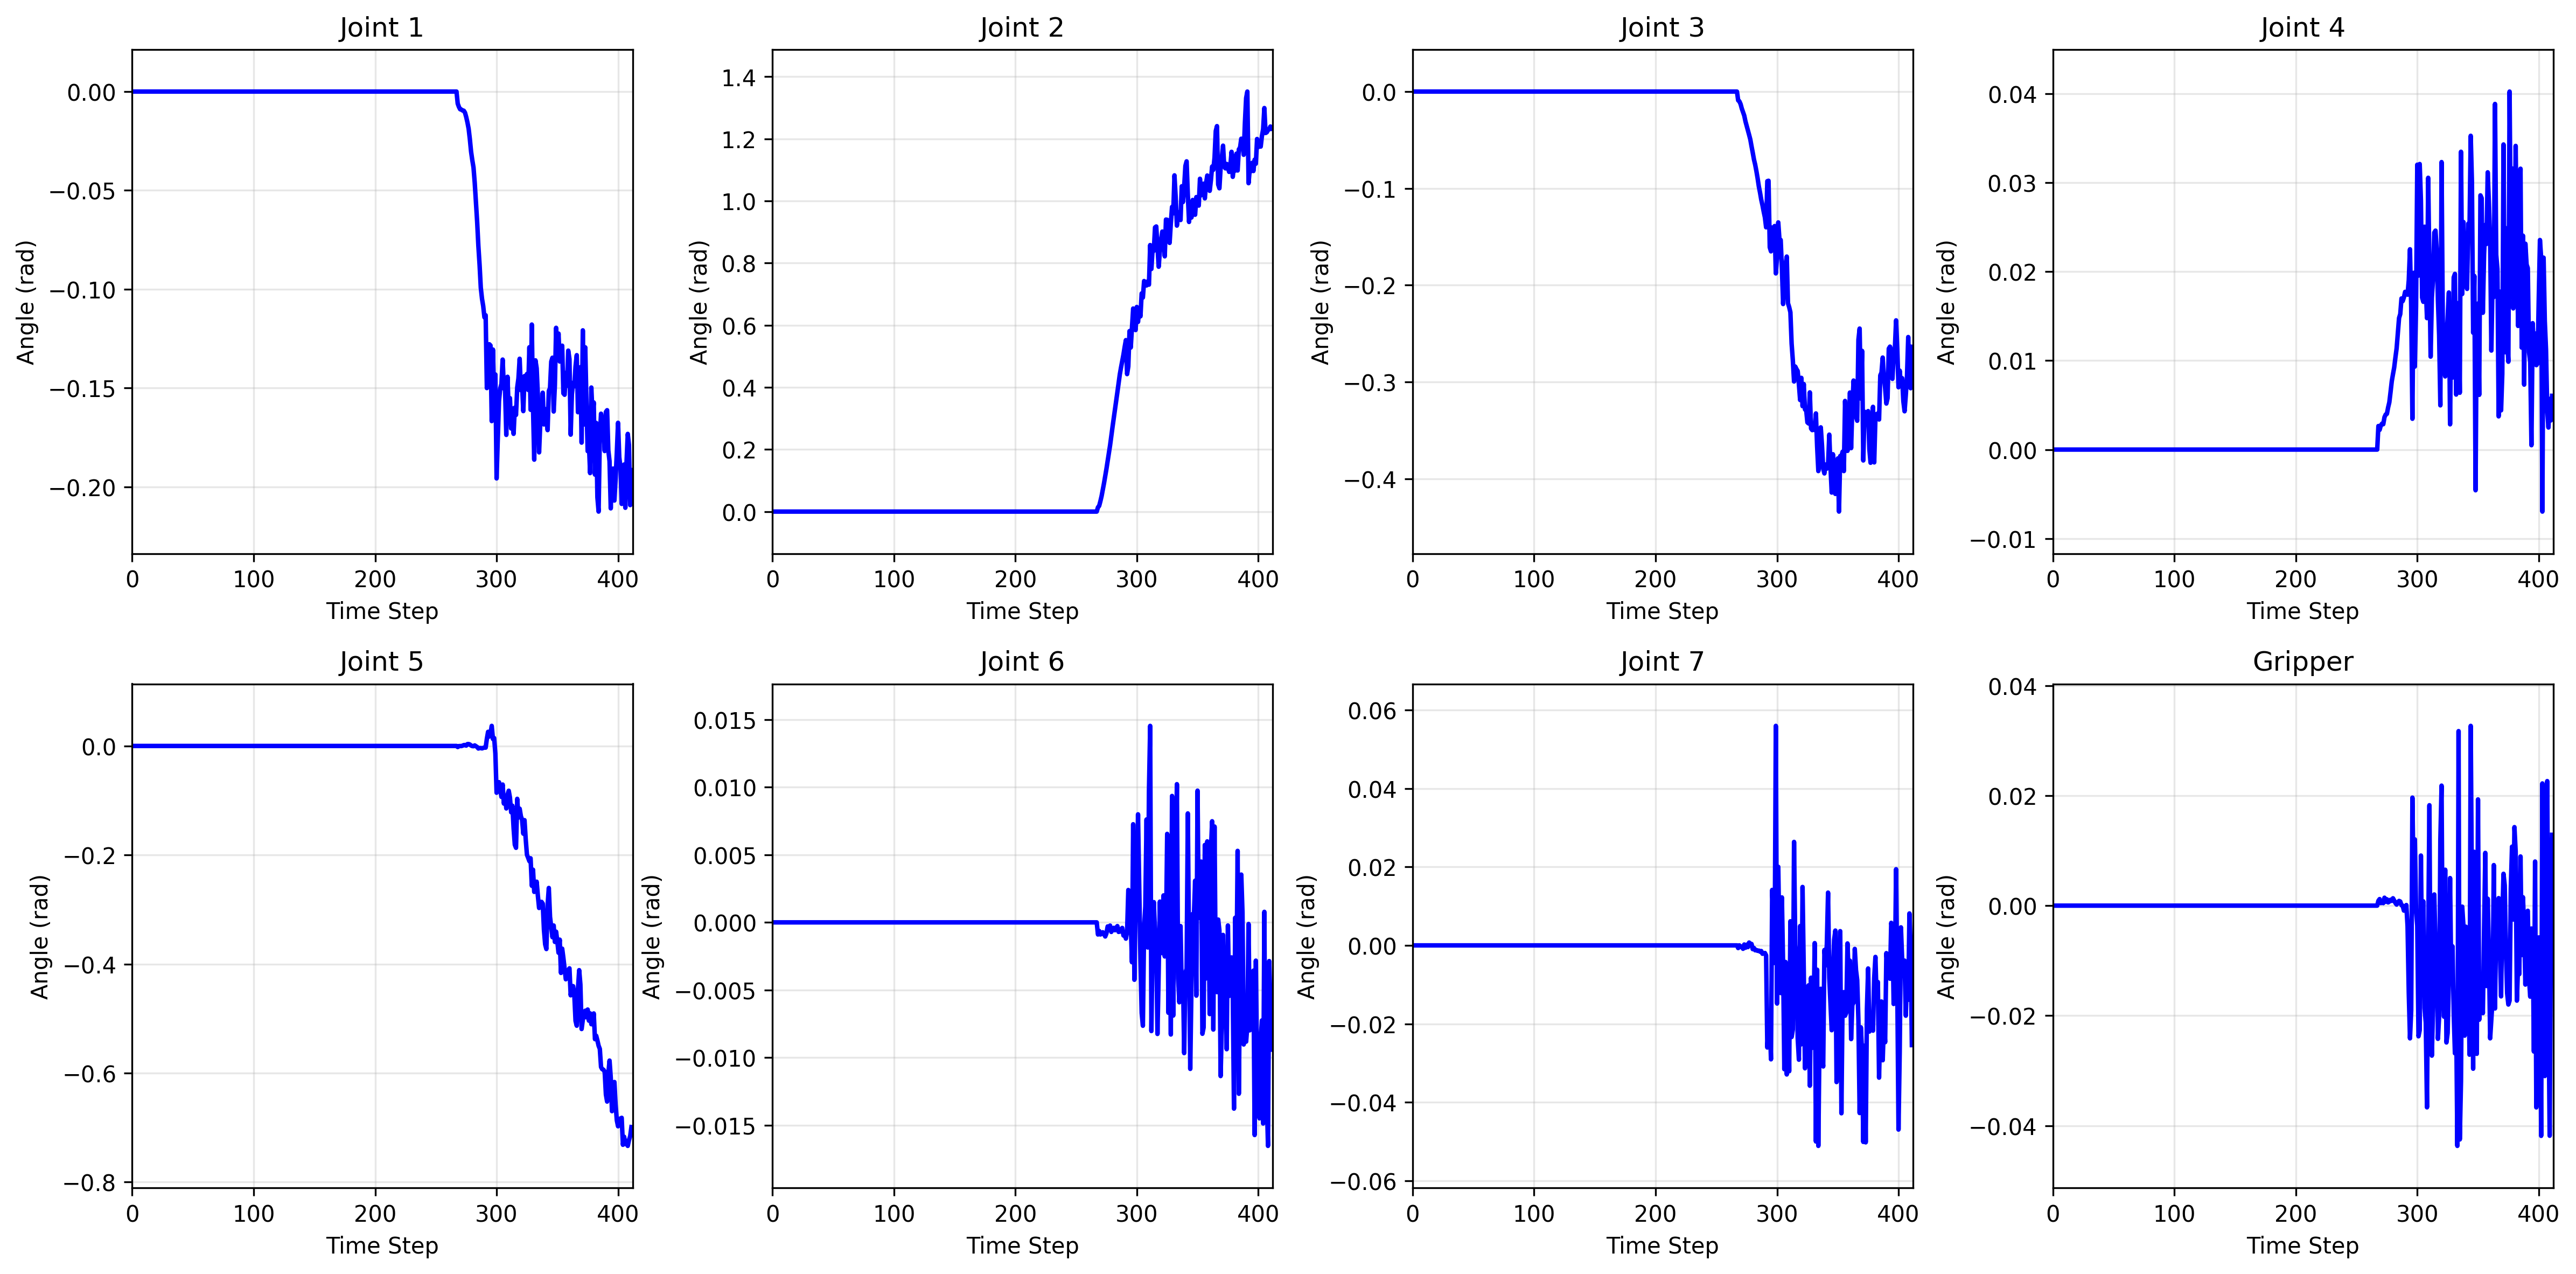 Joint 1
Joint 2
Joint 3
Joint 4
0.00
−0.05
−0.10
−0.15
−0.20
Angle (rad)
0 100 200 300 400
Time Step
1.4
1.2
1.0
0.8
0.6
0.4
0.2
0.0
Angle (rad)
0 100 200 300 400
Time Step
0.0
−0.1
−0.2
−0.3
−0.4
Angle (rad)
0 100 200 300 400
Time Step
0.04
0.03
0.02
0.01
0.00
−0.01
Angle (rad)
0 100 200 300 400
Time Step
Joint 5
Joint 6
Joint 7
Gripper
0.0
−0.2
−0.4
−0.6
−0.8
Angle (rad)
0 100 200 300 400
Time Step
0.015
0.010
0.005
0.000
−0.005
−0.010
−0.015
Angle (rad)
0 100 200 300 400
Time Step
0.06
0.04
0.02
0.00
−0.02
−0.04
−0.06
Angle (rad)
0 100 200 300 400
Time Step
0.04
0.02
0.00
−0.02
−0.04
Angle (rad)
0 100 200 300 400
Time Step